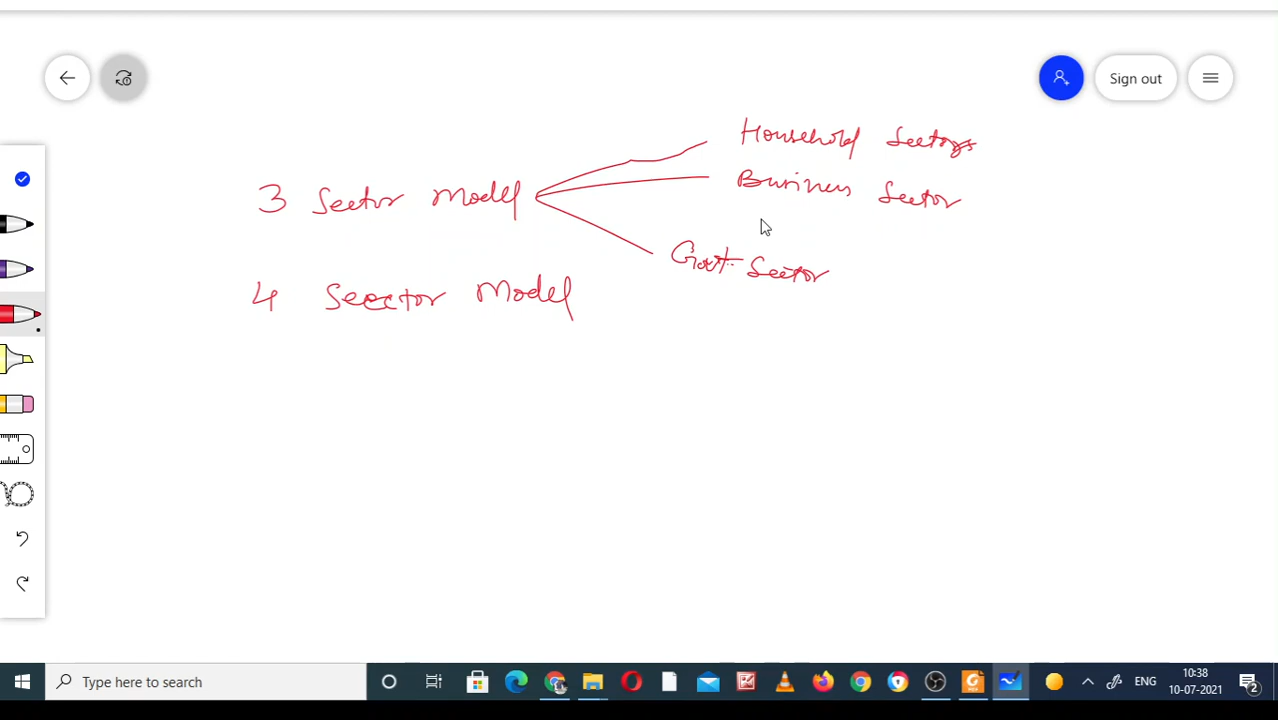 Sign out
Household Sectors
3 Sector Model
Business Sector
Govt. Sector
4 Seector Model
Type here to search
ENG
10:38
10-07-2021
2